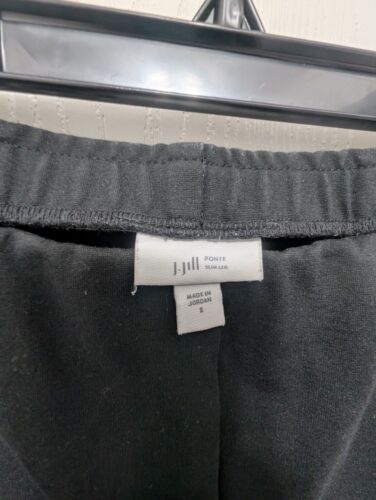 J.Jill
PONTE
SLIM LEG
MADE IN
JORDAN
S